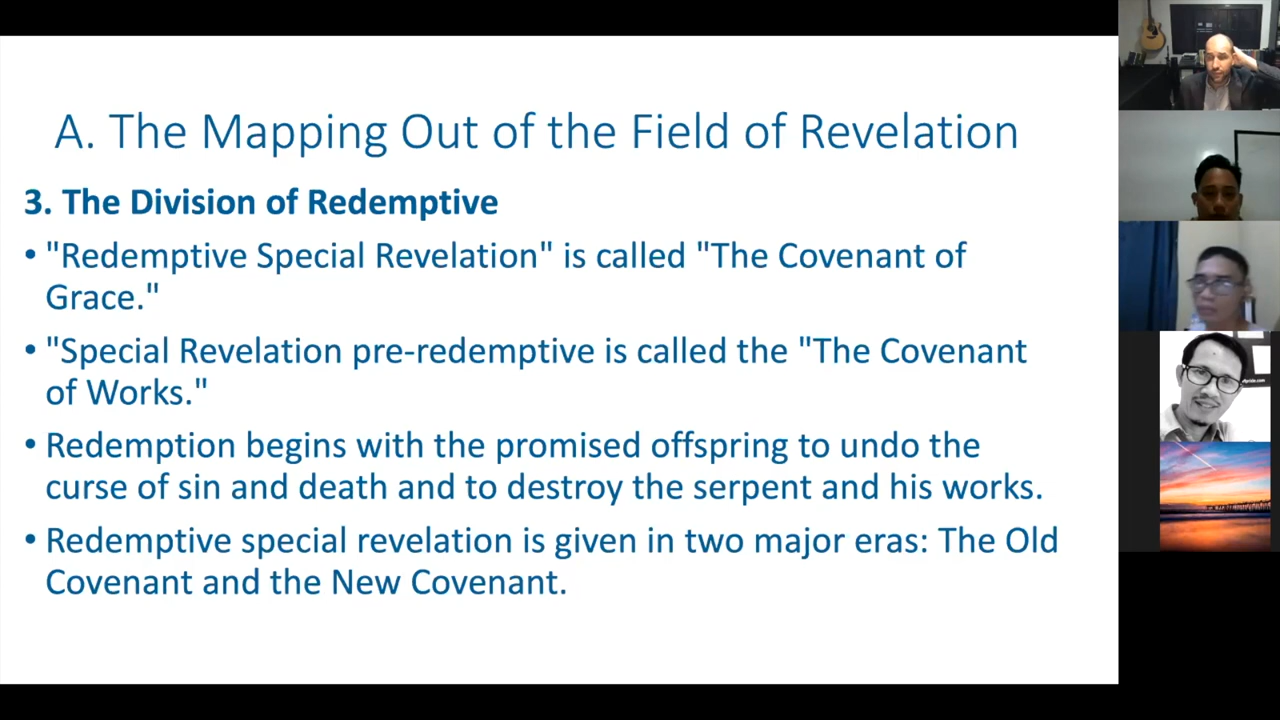 A. The Mapping Out of the Field of Revelation
3. The Division of Redemptive
• "Redemptive Special Revelation" is called "The Covenant of
Grace."
• "Special Revelation pre-redemptive is called the "The Covenant
of Works."
• Redemption begins with the promised offspring to undo the
curse of sin and death and to destroy the serpent and his works.
• Redemptive special revelation is given in two major eras: The Old
Covenant and the New Covenant.